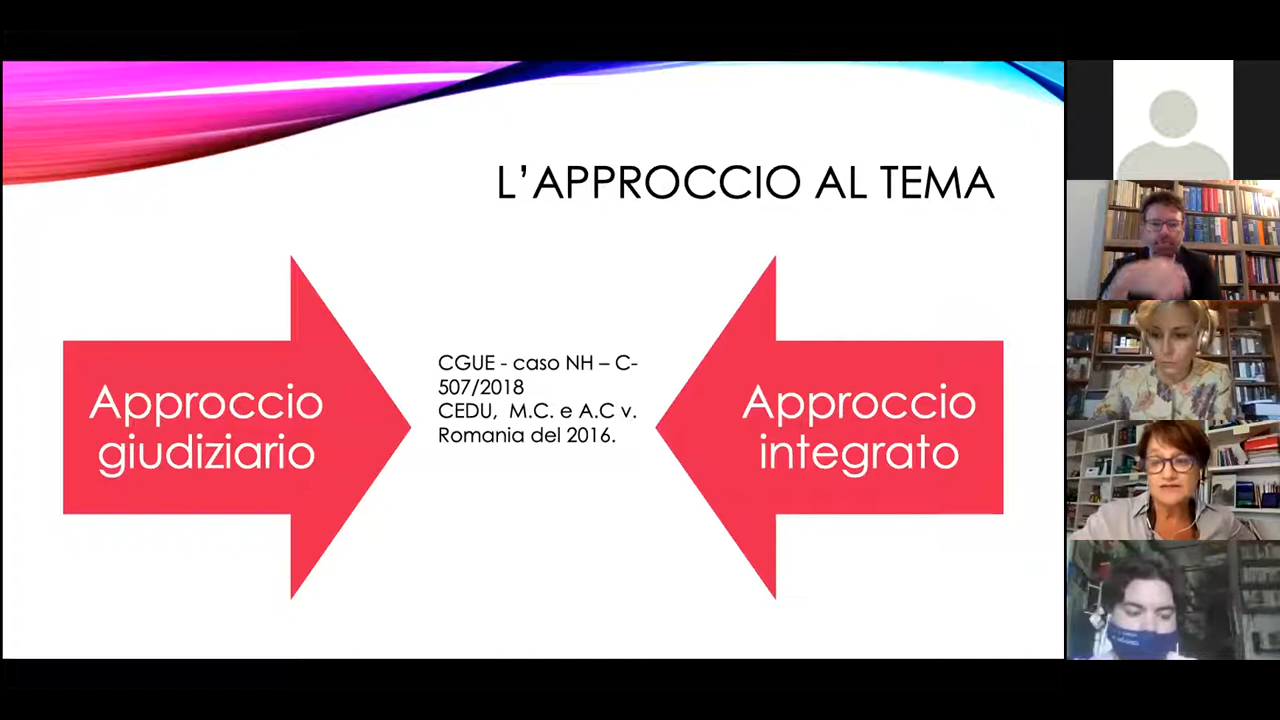 L'APPROCCIO AL TEMA
Approccio
giudiziario
CGUE - caso NH – C-
507/2018
CEDU, M.C. e A.C v.
Romania del 2016.
Approccio
integrato